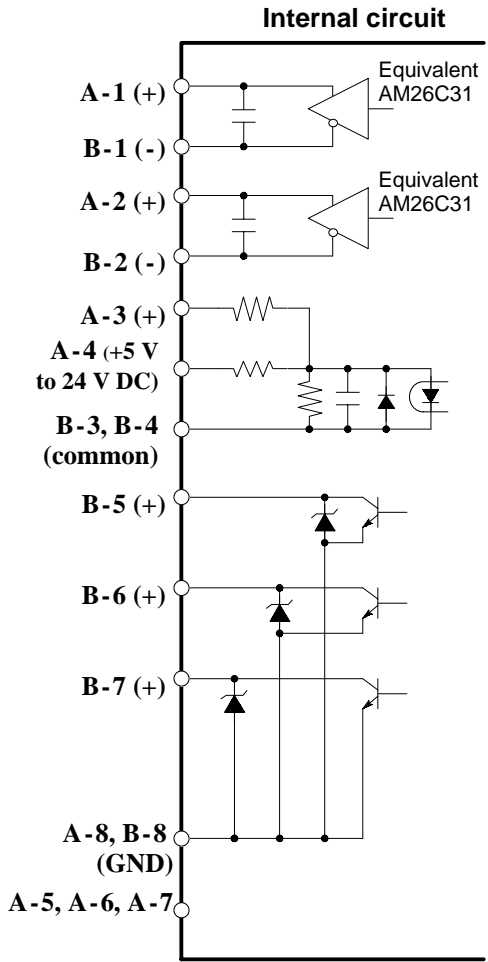 Internal circuit
Equivalent
AM26C31
A-1 (+)
B-1 (-)
Equivalent
AM26C31
A-2 (+)
B-2 (-)
A-3 (+)
A-4 (+5 V
to 24 V DC)
B-3, B-4
(common)
B-5 (+)
B-6 (+)
B-7 (+)
A-8, B-8
(GND)
A-5, A-6, A-7